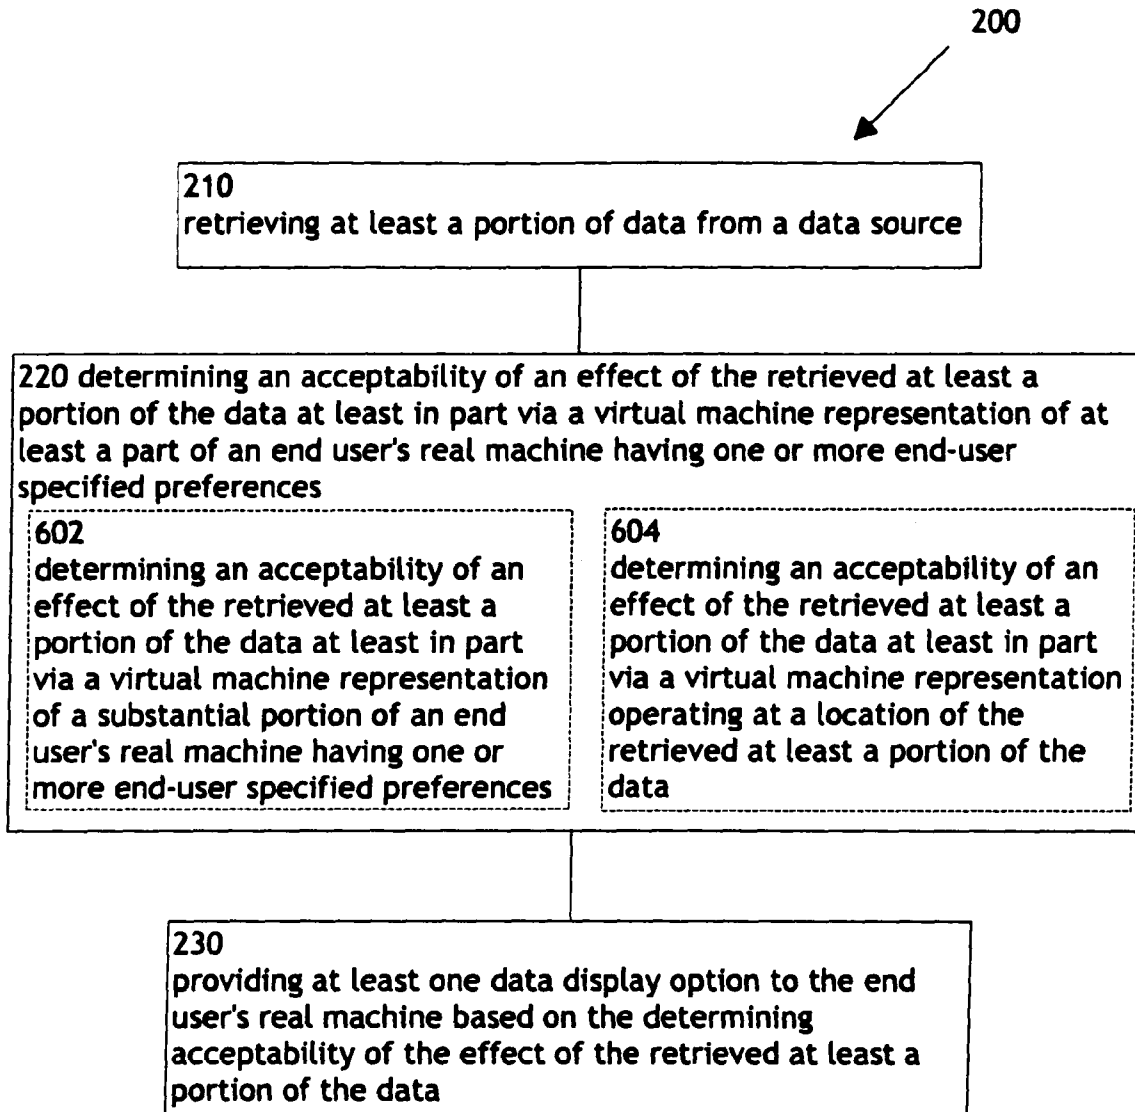 200
210
retrieving at least a portion of data from a data source
220 determining an acceptability of an effect of the retrieved at least a
portion of the data at least in part via a virtual machine representation of at
least a part of an end user's real machine having one or more end-user
specified preferences
602
determining an acceptability of an
effect of the retrieved at least a
portion of the data at least in part
via a virtual machine representation
of a substantial portion of an end
user's real machine having one or
more end-user specified preferences
604
determining an acceptability of an
effect of the retrieved at least a
portion of the data at least in part
via a virtual machine representation
operating at a location of the
retrieved at least a portion of the
data
230
providing at least one data display option to the end
user's real machine based on the determining
acceptability of the effect of the retrieved at least a
portion of the data